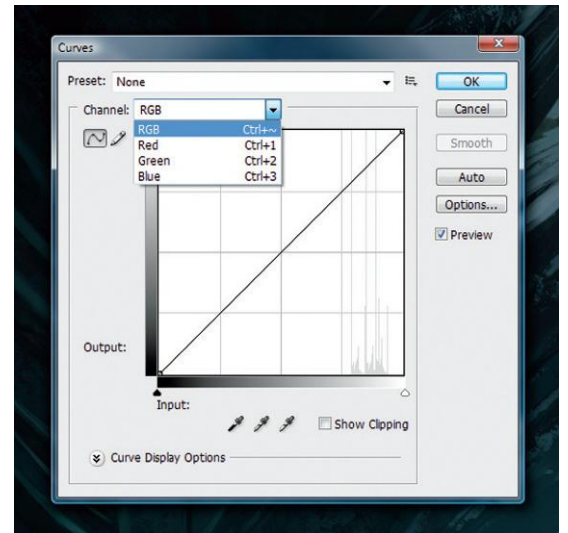 Curves
Preset: None
OK
Channel: RGB
Cancel
RGB Ctrl+~
Red Ctrl+1
Green Ctrl+2
Blue Ctrl+3
Smooth
Auto
Options...
Preview
Output:
Input:
Show Clipping
Curve Display Options